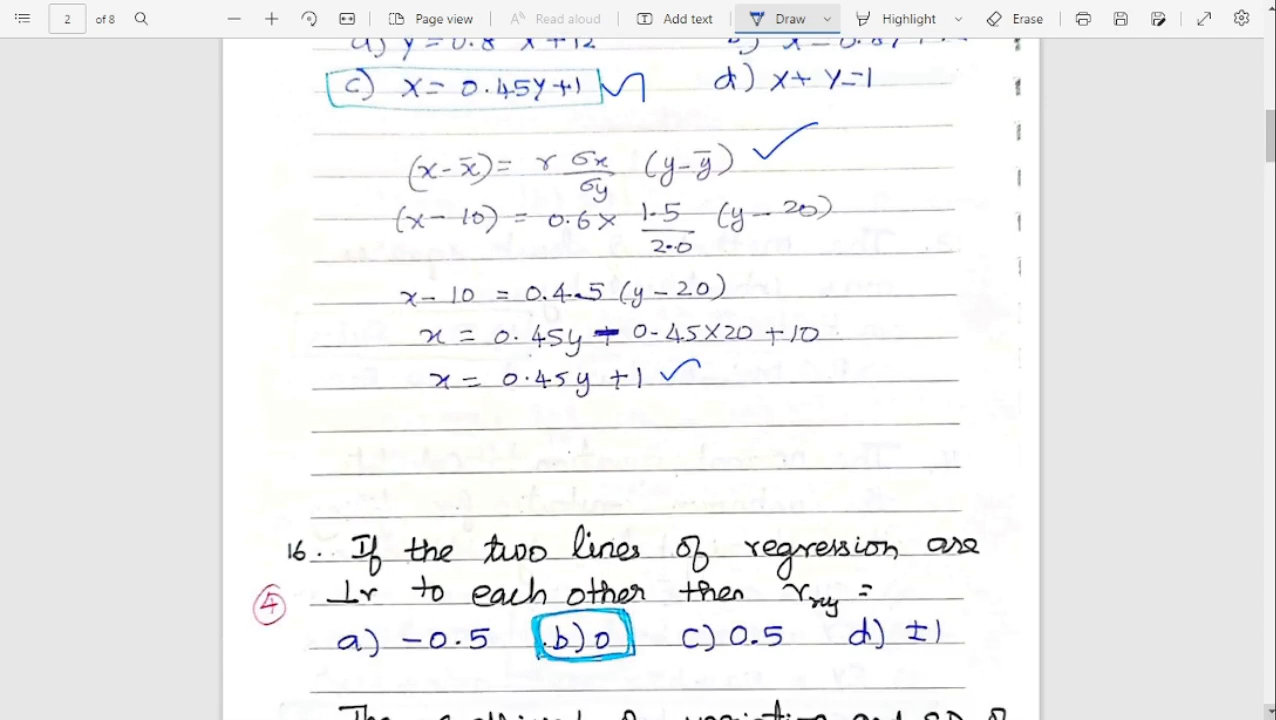 2 of 8 Page view Read aloud Add text Draw Highlight Erase
a) y = 0.8 x + 12
c) x = 0.45y+1 d) x + y=1
(x - x̄) = r σx/σy (y - ȳ)
(x - 10) = 0.6 × 1.5/2.0 (y - 20)
x - 10 = 0.45 (y - 20)
x = 0.45y - 0.45×20 + 10
x = 0.45y + 1
16. If the two lines of regression are
④ ⊥r to each other then rxy =
a) -0.5 b) 0 c) 0.5 d) ±1